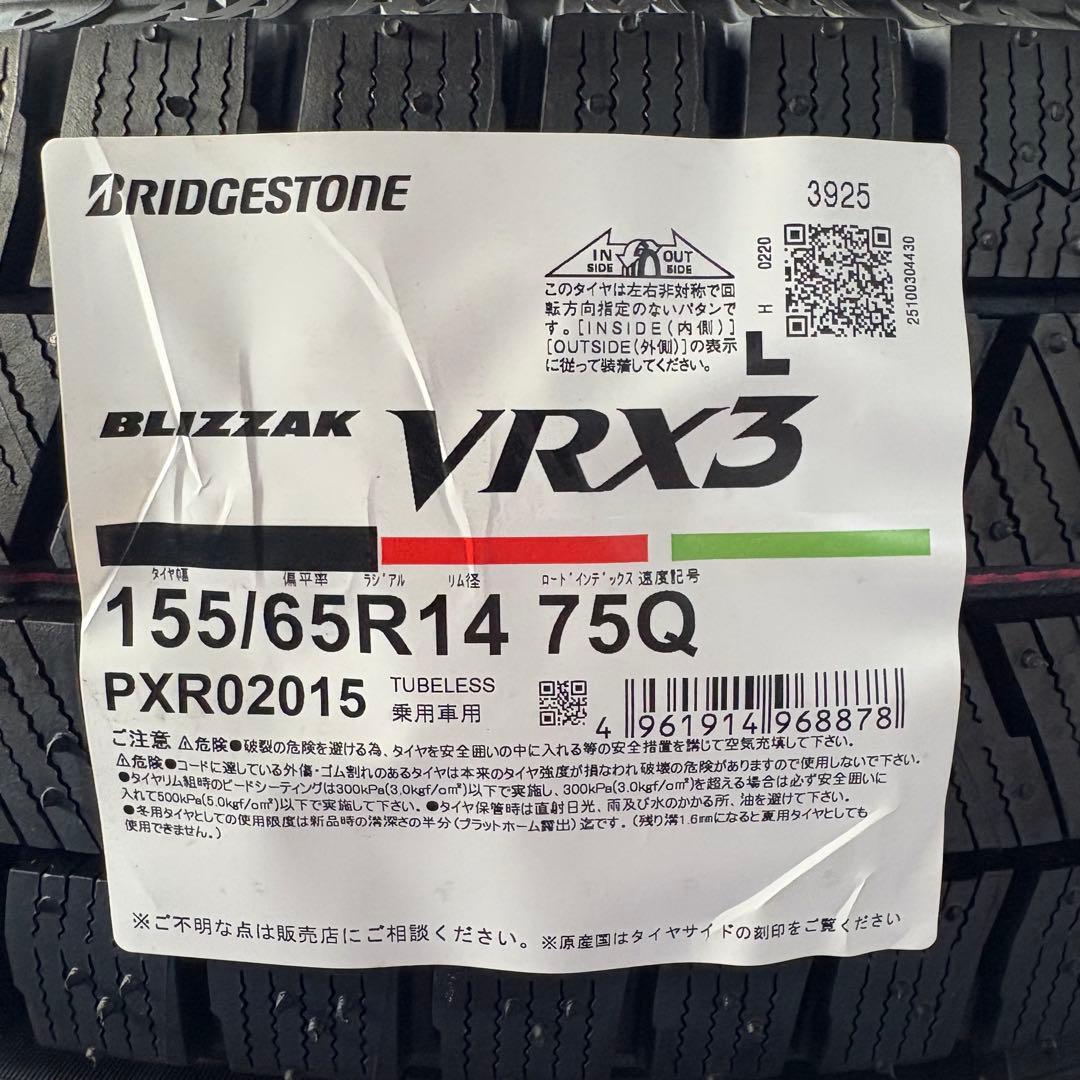 BRIDGESTONE
3925
IN SIDE OUT SIDE
H 0220
25100304430
このタイヤは左右非対称で回
転方向指定のないパタンで
す。[INSIDE(内側)]
[OUTSIDE(外側)]の表示
に従って装着してください。
L
BLIZZAK VRX3
タイヤ幅 偏平率 ラジアル リム径 ロードインデックス 速度記号
155/65R14 75Q
PXR02015 TUBELESS
乗用車用
4 961914 968878
ご注意 ⚠危険●破裂の危険を避ける為、タイヤを安全囲いの中に入れる等の安全措置を講じて空気充填して下さい。
⚠危険●コードに達している外傷・ゴム割れのあるタイヤは本来のタイヤ強度が損なわれ破壊の危険がありますので使用しないで下さい。
●タイヤリム組時のビードシーティングは300kPa(3.0kgf/cm²)以下で実施し、300kPa(3.0kgf/cm²)を超える場合は必ず安全囲いに
入れて500kPa(5.0kgf/cm²)以下で実施して下さい。●タイヤ保管時は直射日光、雨及び水のかかる所、油を避けて下さい。
●冬用タイヤとしての使用限度は新品時の溝深さの半分(プラットホーム露出)迄です。(残り溝1.6mmになると夏用タイヤとしても
使用できません。)
※ご不明な点は販売店にご相談ください。※原産国はタイヤサイドの刻印をご覧ください